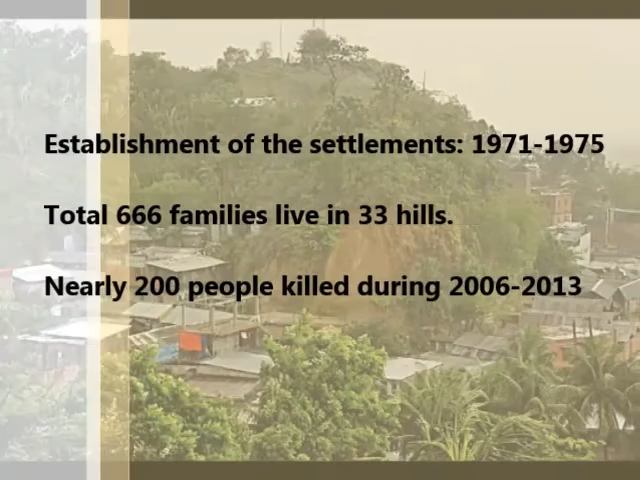 Establishment of the settlements: 1971-1975
Total 666 families live in 33 hills.
Nearly 200 people killed during 2006-2013